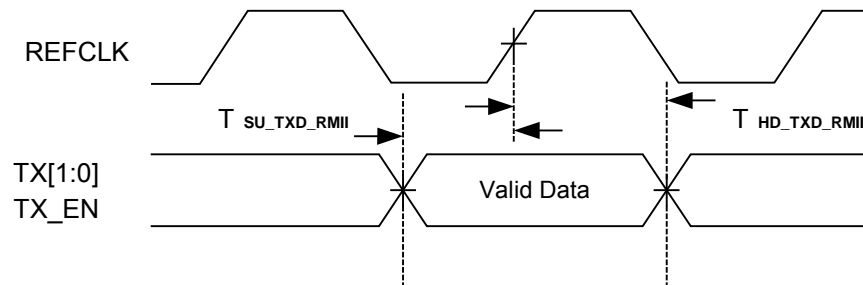 REFCLK
T SU_TXD_RMII
T HD_TXD_RMII
TX[1:0]
TX_EN
Valid Data